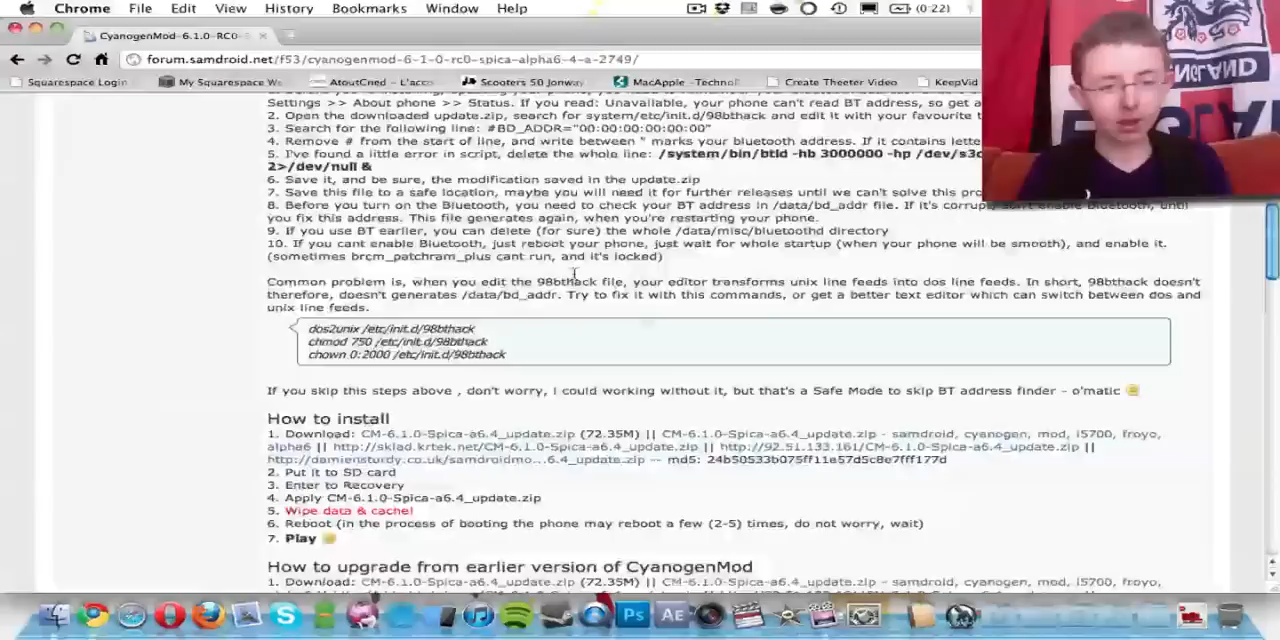 Chrome File Edit View History Bookmarks Window Help (0:22)
CyanogenMod-6.1.0-RC0-S
forum.samdroid.net/f53/cyanogenmod-6-1-0-rc0-spica-alpha6-4-a-2749/
Squarespace Login My Squarespace We AtoutCned - L'acc Scooters 50 Jonway MacApple -Technol Create Theeter Video KeepVid
ENGLAND
Settings >> About phone >> Status. If you read: Unavailable, your phone can't read BT address, so get a
2. Open the downloaded update.zip, search for system/etc/init.d/98bthack and edit it with your favourite t
3. Search for the following line: #BD_ADDR="00:00:00:00:00:00"
4. Remove # from the start of line, and write between " marks your bluetooth address. If it contains lette
5. I've found a little error in script, delete the whole line: /system/bin/btld -hb 3000000 -hp /dev/s3c
2>/dev/null &
6. Save it, and be sure, the modification saved in the update.zip
7. Save this file to a safe location, maybe you will need it for further releases until we can't solve this pro
8. Before you turn on the Bluetooth, you need to check your BT address in /data/bd_addr file. If it's corrupt, don't enable Bluetooth, until
you fix this address. This file generates again, when you're restarting your phone.
9. If you use BT earlier, you can delete (for sure) the whole /data/misc/bluetoothd directory
10. If you cant enable Bluetooth, just reboot your phone, just wait for whole startup (when your phone will be smooth), and enable it.
(sometimes brcm_patchram_plus cant run, and it's locked)
Common problem is, when you edit the 98bthack file, your editor transforms unix line feeds into dos line feeds. In short, 98bthack doesn't
therefore, doesn't generates /data/bd_addr. Try to fix it with this commands, or get a better text editor which can switch between dos and
unix line feeds.
dos2unix /etc/init.d/98bthack
chmod 750 /etc/init.d/98bthack
chown 0:2000 /etc/init.d/98bthack
If you skip this steps above , don't worry, I could working without it, but that's a Safe Mode to skip BT address finder - o'matic
How to install
1. Download: CM-6.1.0-Spica-a6.4_update.zip (72.35M) || CM-6.1.0-Spica-a6.4_update.zip - samdroid, cyanogen, mod, i5700, froyo,
alpha6 || http://sklad.krtek.net/CM-6.1.0-Spica-a6.4_update.zip || http://92.51.133.161/CM-6.1.0-Spica-a6.4_update.zip ||
http://damiensturdy.co.uk/samdroidmo...6.4_update.zip -- md5: 24b50533b075ff11e57d5c8e7fff177d
2. Put it to SD card
3. Enter to Recovery
4. Apply CM-6.1.0-Spica-a6.4_update.zip
5. Wipe data & cache!
6. Reboot (in the process of booting the phone may reboot a few (2-5) times, do not worry, wait)
7. Play
How to upgrade from earlier version of CyanogenMod
1. Download: CM-6.1.0-Spica-a6.4_update.zip (72.35M) || CM-6.1.0-Spica-a6.4_update.zip - samdroid, cyanogen, mod, i5700, froyo,
Ps AE